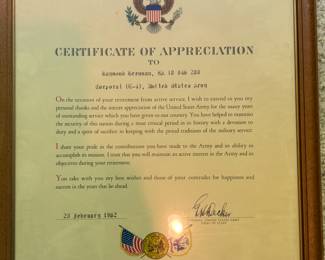 CERTIFICATE OF APPRECIATION
TO
Raymond
Corporal (E-4), United States Army
On the occasion of your retirement from active service, I wish to extend to you my
personal thanks and the sincere appreciation of the United States Army for the many years
of outstanding service which you have given to our country. You have helped to maintain
the security of this nation during a most critical period in its history with a devotion to
duty and a spirit of sacrifice in keeping with the proud traditions of the military service.
I share your pride in the contributions you have made to the Army and its ability to
accomplish its mission. I trust that you will maintain an active interest in the Army and its
objectives during your retirement.
You take with you my best wishes and those of your comrades for happiness and
success in the years that lie ahead.
28 February 1962